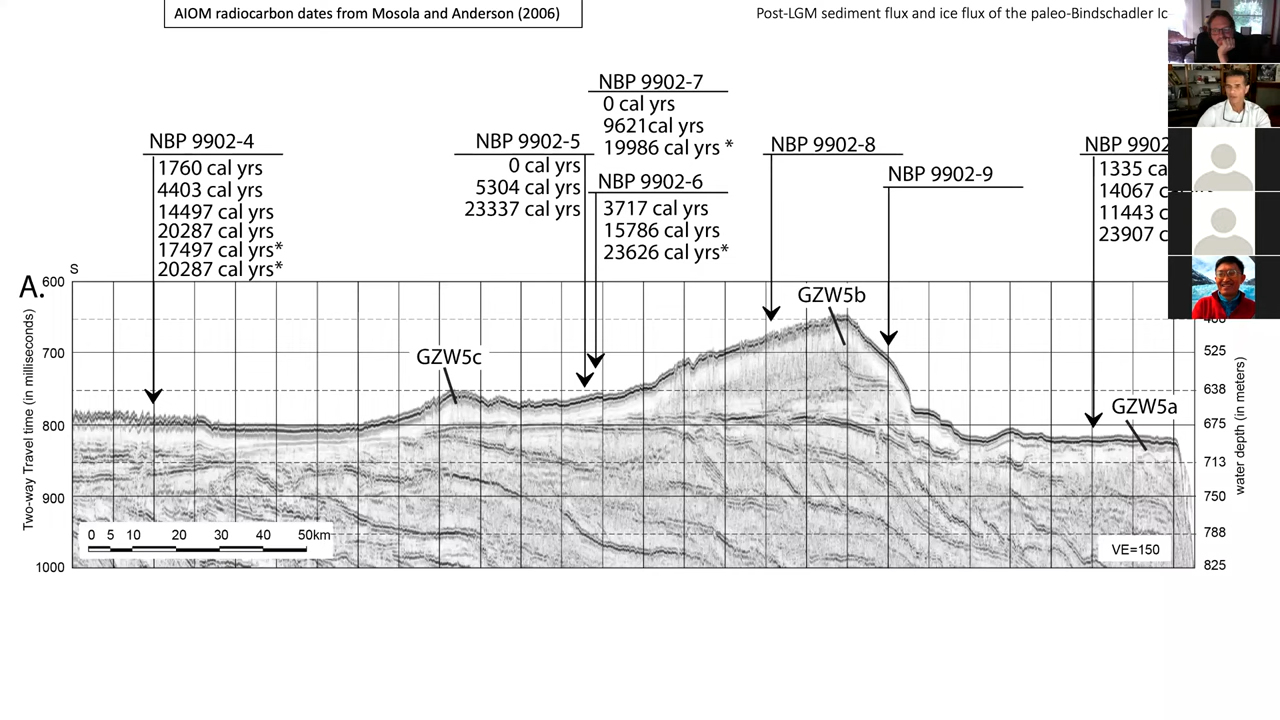 AIOM radiocarbon dates from Mosola and Anderson (2006)
Post-LGM sediment flux and ice flux of the paleo-Bindschadler
NBP 9902-4
1760 cal yrs
4403 cal yrs
14497 cal yrs
20287 cal yrs
17497 cal yrs*
20287 cal yrs*
NBP 9902-5
0 cal yrs
5304 cal yrs
23337 cal yrs
NBP 9902-7
0 cal yrs
9621cal yrs
19986 cal yrs *
NBP 9902-6
3717 cal yrs
15786 cal yrs
23626 cal yrs*
NBP 9902-8
NBP 9902-9
NBP 9902
1335
14067
11443
23907
A.
S
Two-way Travel time (in milliseconds)
600
700
800
900
1000
GZW5c
GZW5b
GZW5a
525
638
675
713
750
788
825
water depth (in meters)
0 5 10 20 30 40 50km
VE=150